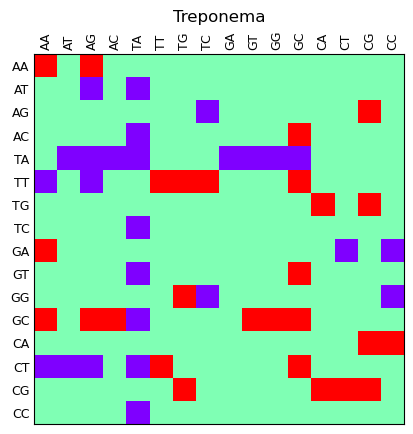 Treponema
AA AT AG AC TA TT TG TC GA GT GG GC CA CT CG CC
AA
AT
AG
AC
TA
TT
TG
TC
GA
GT
GG
GC
CA
CT
CG
CC